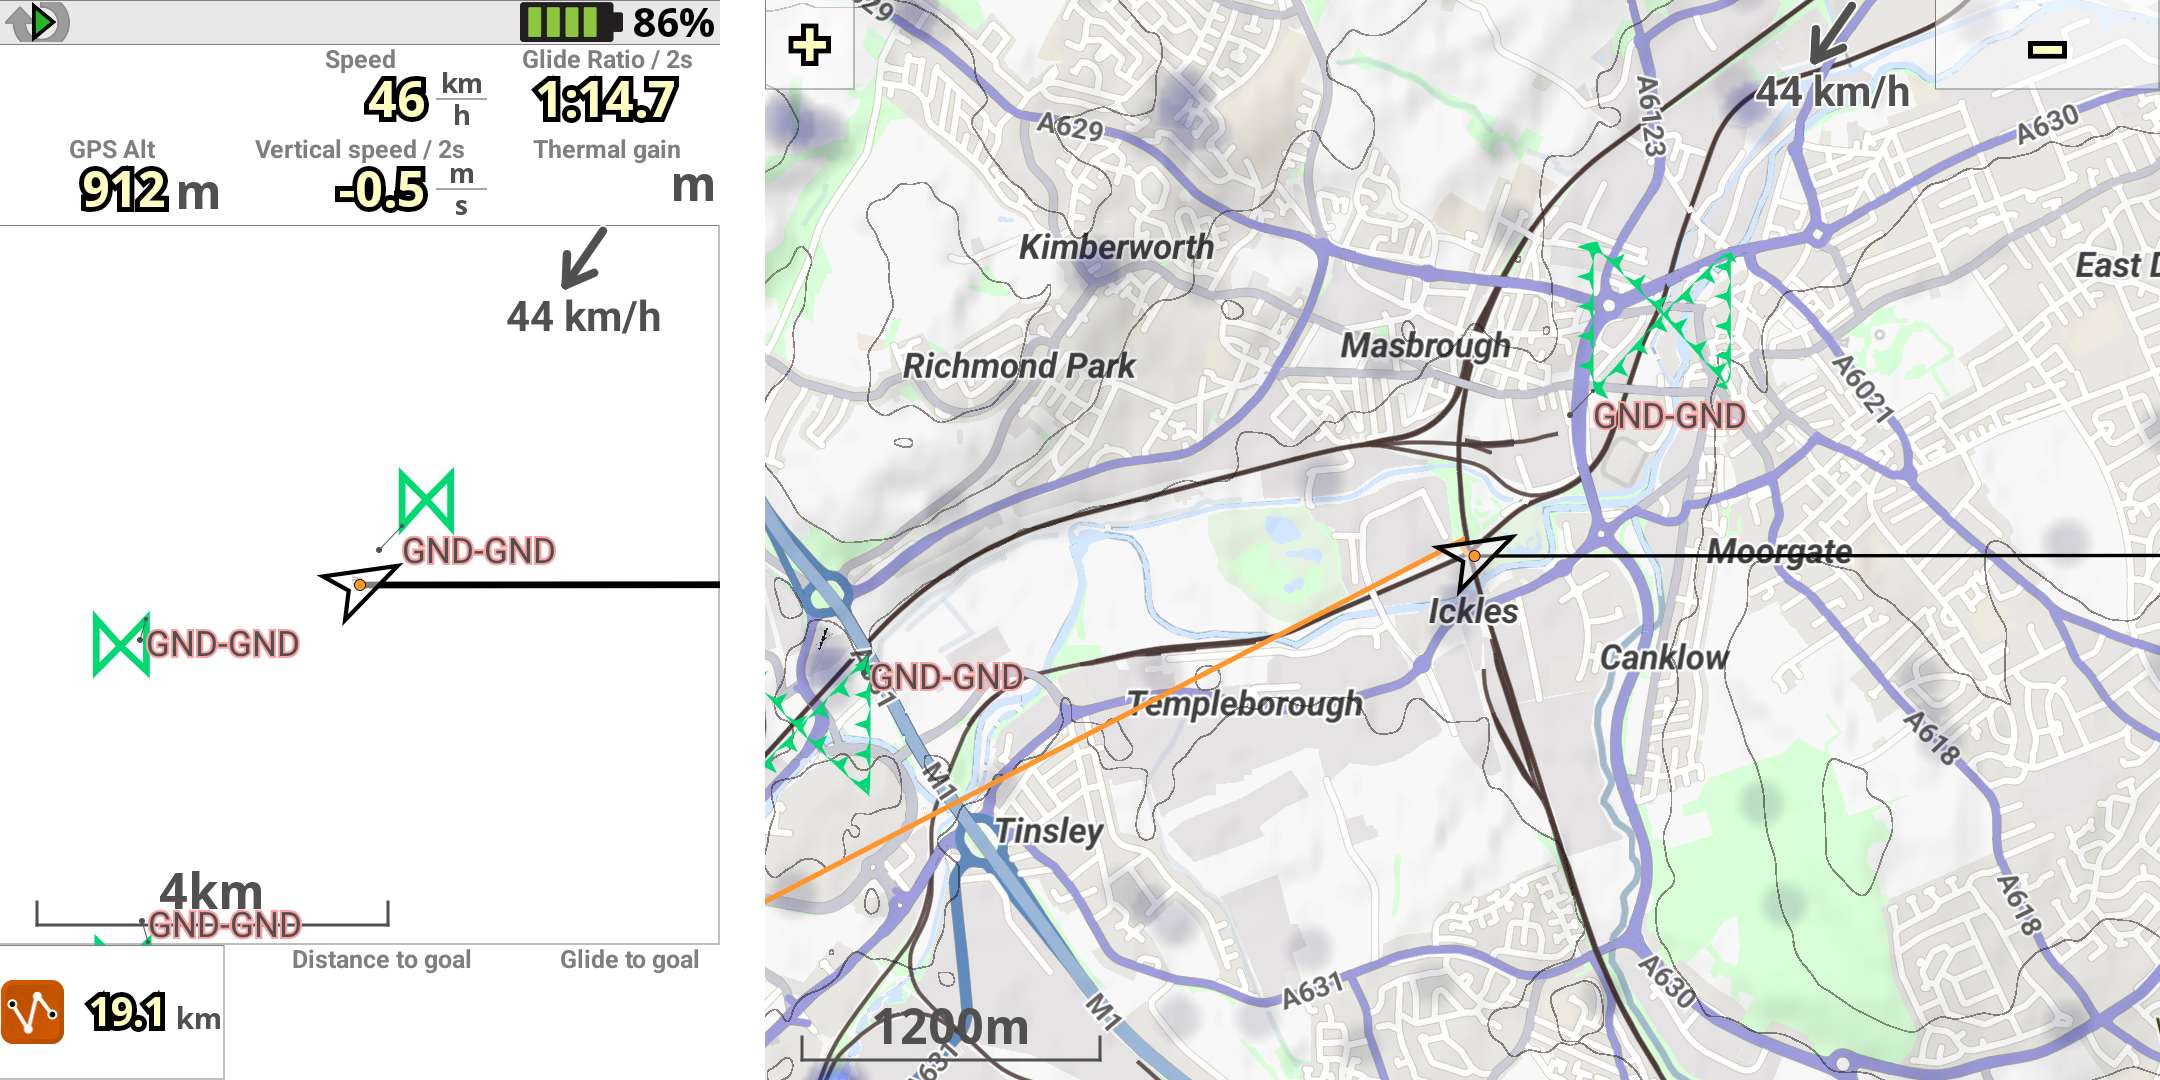 86%
Speed
46 km/h
Glide Ratio / 2s
1:14.7
GPS Alt
912 m
Vertical speed / 2s
-0.5 m/s
Thermal gain
m
44 km/h
GND-GND
GND-GND
4km
GND-GND
19.1 km
Distance to goal
Glide to goal
+
44 km/h
−
A629
A6123
A630
Kimberworth
East D
Masbrough
Richmond Park
A6021
GND-GND
Moorgate
Ickles
Canklow
GND-GND
Templeborough
A618
M1
Tinsley
A618
A631
A630
M1
1200m
A631